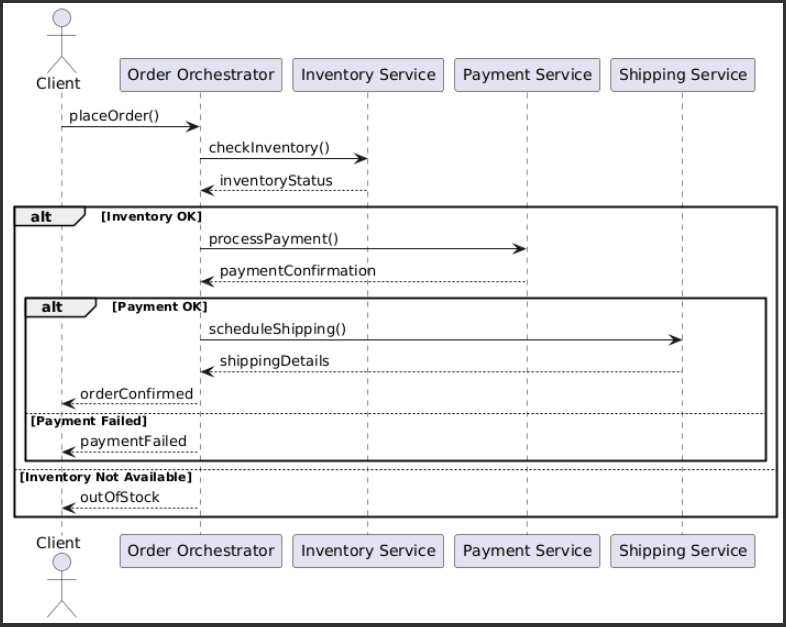 Client
Order Orchestrator
Inventory Service
Payment Service
Shipping Service
placeOrder()
checkInventory()
inventoryStatus
alt [Inventory OK]
processPayment()
paymentConfirmation
alt [Payment OK]
scheduleShipping()
shippingDetails
orderConfirmed
[Payment Failed]
paymentFailed
[Inventory Not Available]
outOfStock
Client
Order Orchestrator
Inventory Service
Payment Service
Shipping Service